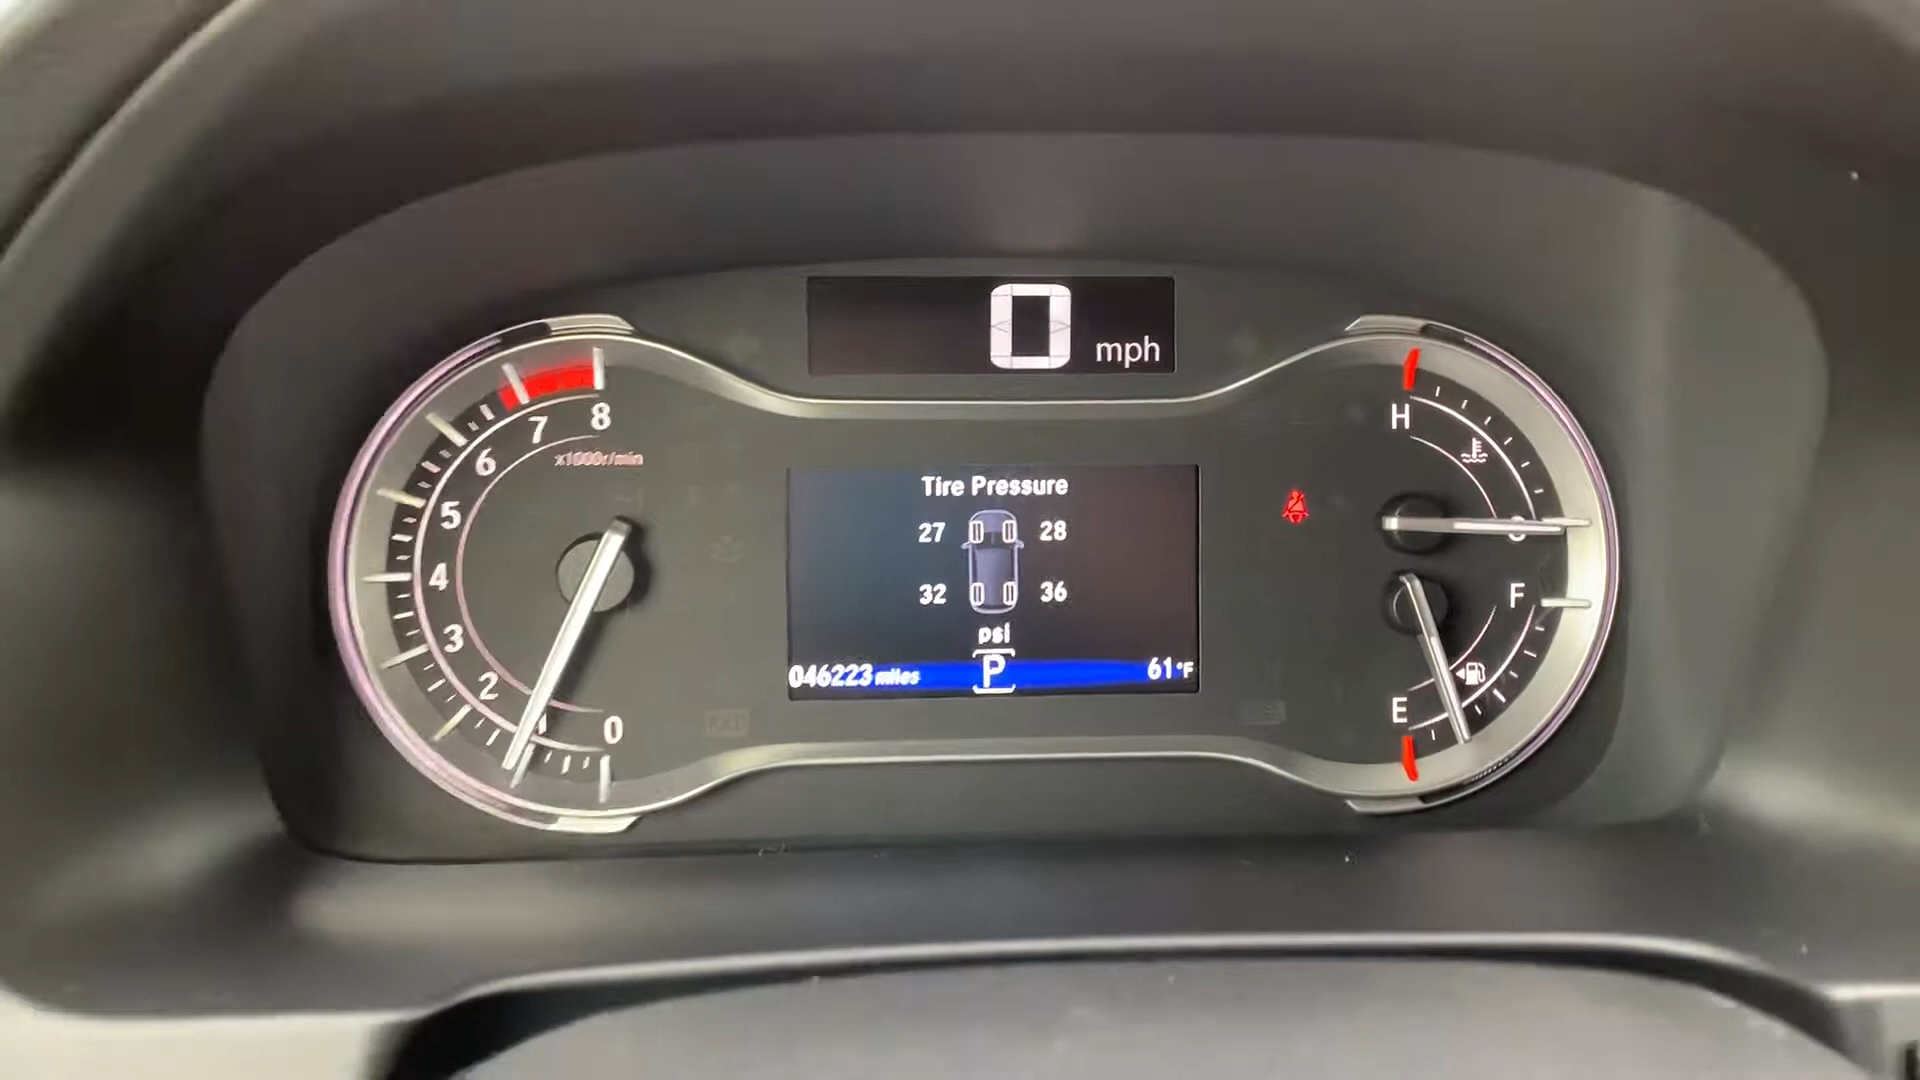 0 mph
8
7
6
5
4
3
2
1
0
x1000r/min
Tire Pressure
27 28
32 36
psi
046223 miles P 61°F
H
C
F
E